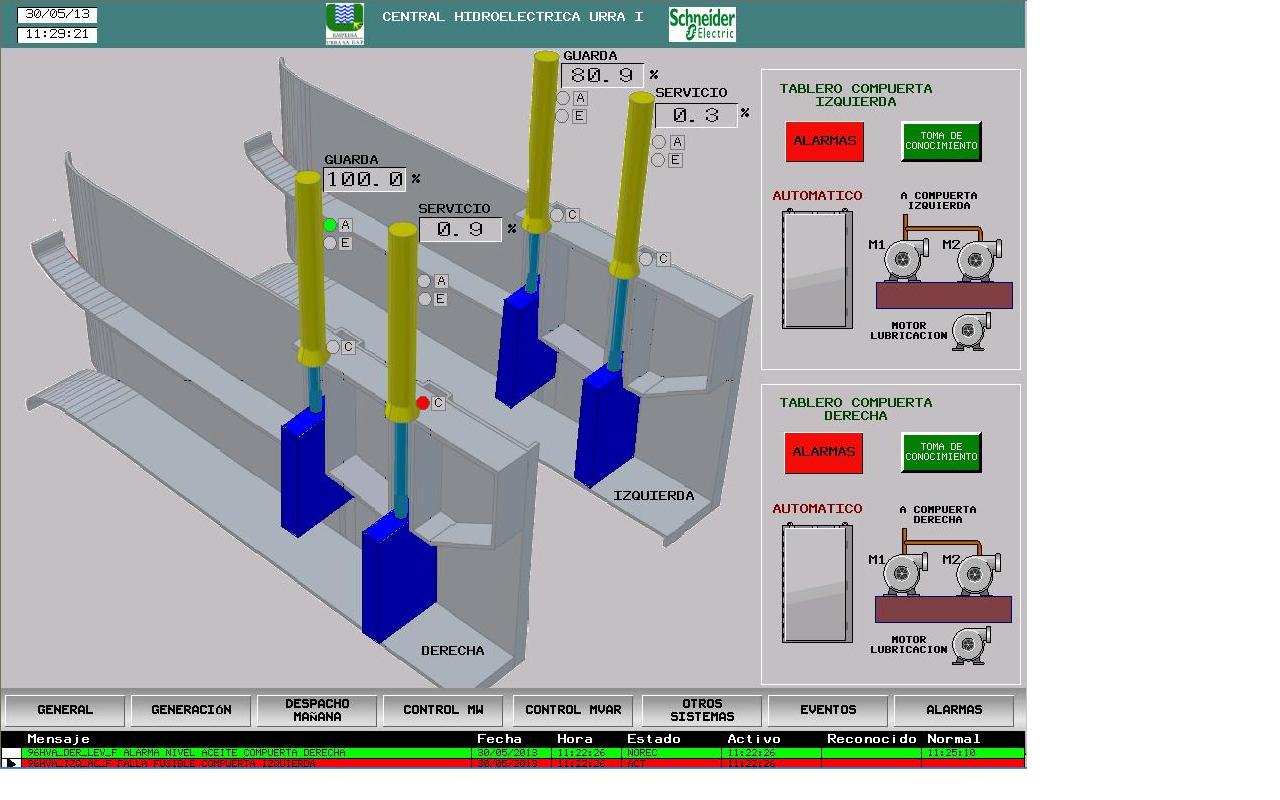 30/05/13
11:29:21
EMPRESA
URRA S.A. E.S.P.
CENTRAL HIDROELECTRICA URRA I
Schneider
Electric
GUARDA
80.9 %
A
E
SERVICIO
0.3 %
A
E
GUARDA
100.0 %
A
E
SERVICIO
0.9 %
A
E
C
C
C
C
IZQUIERDA
DERECHA
TABLERO COMPUERTA
IZQUIERDA
ALARMAS
TOMA DE
CONOCIMIENTO
AUTOMATICO
A COMPUERTA
IZQUIERDA
M1
M2
MOTOR
LUBRICACION
TABLERO COMPUERTA
DERECHA
ALARMAS
TOMA DE
CONOCIMIENTO
AUTOMATICO
A COMPUERTA
DERECHA
M1
M2
MOTOR
LUBRICACION
GENERAL
GENERACIóN
DESPACHO
MAñANA
CONTROL MW
CONTROL MVAR
OTROS
SISTEMAS
EVENTOS
ALARMAS
Mensaje Fecha Hora Estado Activo Reconocido Normal
96HVA_DER_LEV_F ALARMA NIVEL ACEITE COMPUERTA DERECHA 30/05/2013 11:22:26 NOREC 11:22:26 11:25:10
96HVA_IZQ_AC_F FALLA FUSIBLE COMPUERTA IZQUIERDA 30/05/2013 11:22:26 ACT 11:22:26